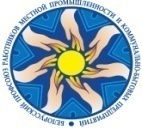 БЕЛОРУССКИЙ ПРОФСОЮЗ РАБОТНИКОВ МЕСТНОЙ ПРОМЫШЛЕННОСТИ И КОММУНАЛЬНО-БЫТОВЫХ ПРЕДПРИЯТИЙ